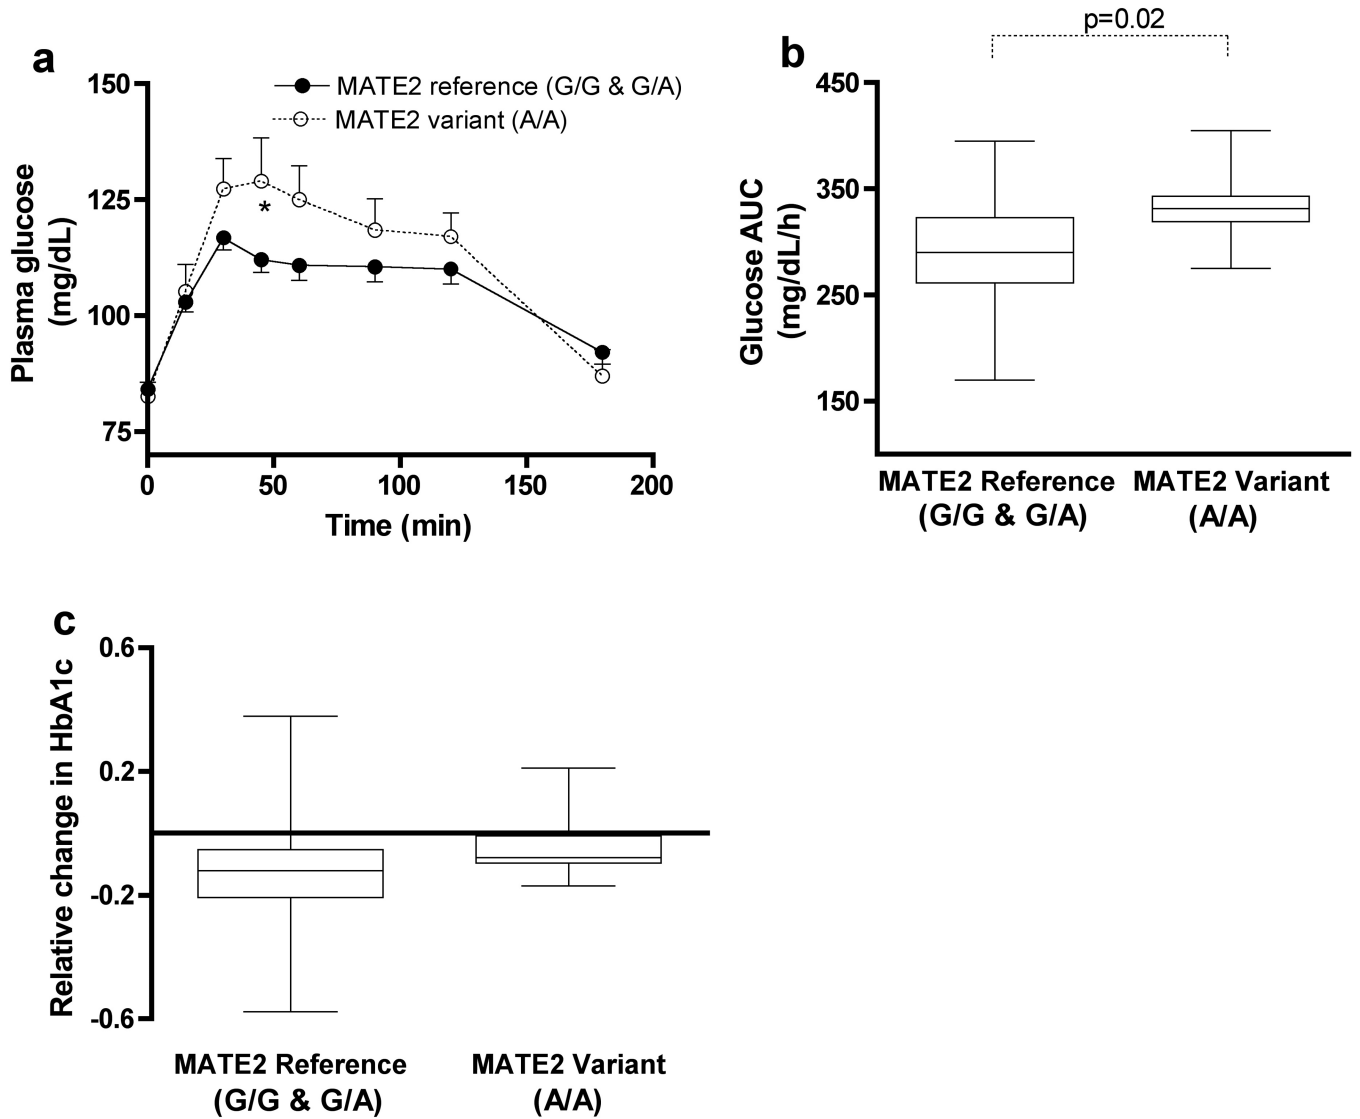 a
Plasma glucose
(mg/dL)
150
125
100
75
MATE2 reference (G/G & G/A)
MATE2 variant (A/A)
*
0 50 100 150 200
Time (min)
b
p=0.02
Glucose AUC
(mg/dL/h)
450
350
250
150
MATE2 Reference MATE2 Variant
(G/G & G/A) (A/A)
c
Relative change in HbA1c
0.6
0.2
-0.2
-0.6
MATE2 Reference MATE2 Variant
(G/G & G/A) (A/A)